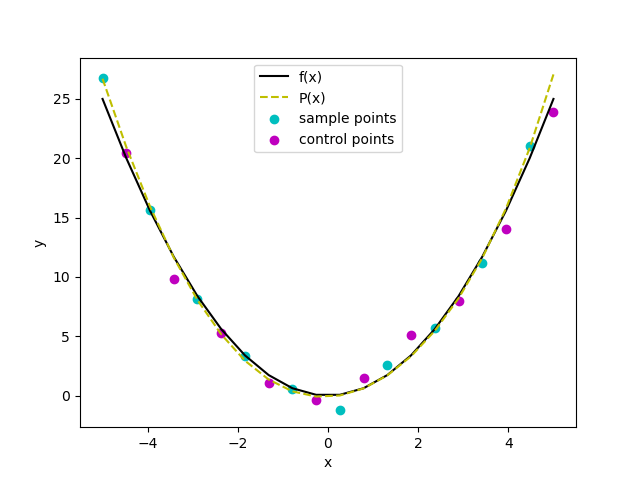 f(x)
P(x)
sample points
control points
25
20
15
10
5
0
y
−4
−2
0
2
4
x